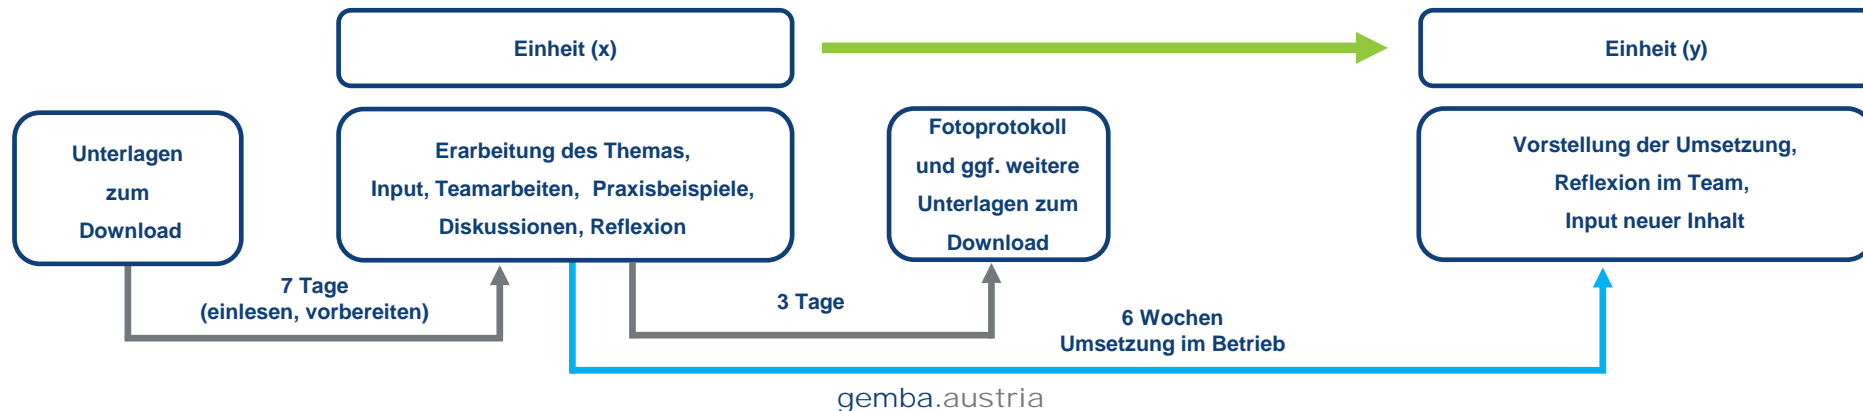 Einheit (x)
Einheit (y)
Unterlagen
zum
Download
Erarbeitung des Themas,
Input, Teamarbeiten, Praxisbeispiele,
Diskussionen, Reflexion
Fotoprotokoll
und ggf. weitere
Unterlagen zum
Download
Vorstellung der Umsetzung,
Reflexion im Team,
Input neuer Inhalt
7 Tage
(einlesen, vorbereiten)
3 Tage
6 Wochen
Umsetzung im Betrieb
gemba.austria